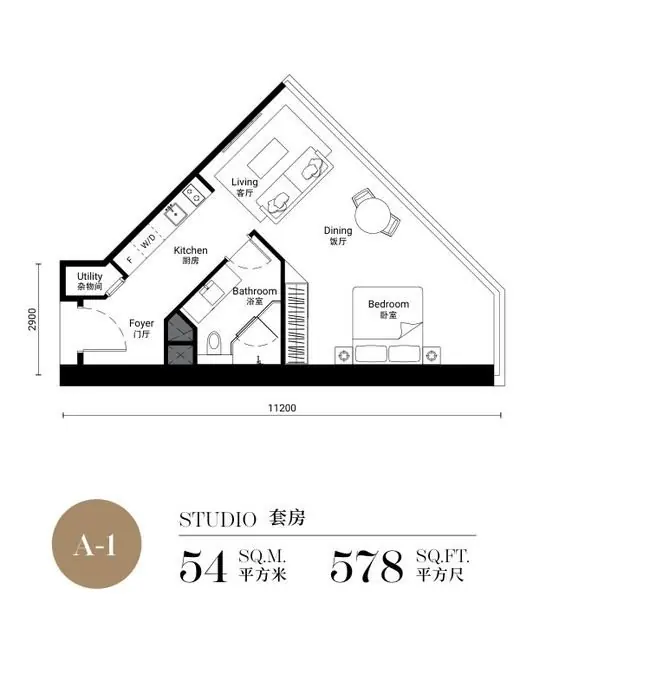 Living
客厅
Dining
饭厅
Kitchen
厨房
W/D
F
Utility
杂物间
Bathroom
浴室
Bedroom
卧室
Foyer
门厅
2900
11200
A-1
STUDIO 套房
54 SQ.M. 平方米
578 SQ.FT. 平方尺